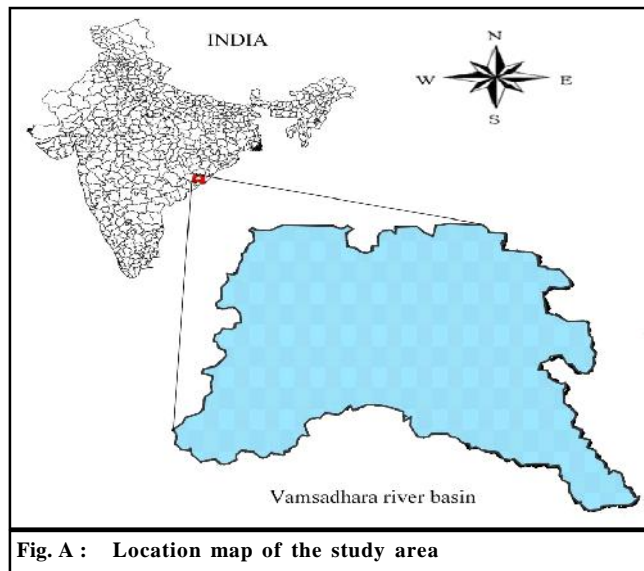 INDIA
N
W E
S
Vamsadhara river basin
Fig. A : Location map of the study area